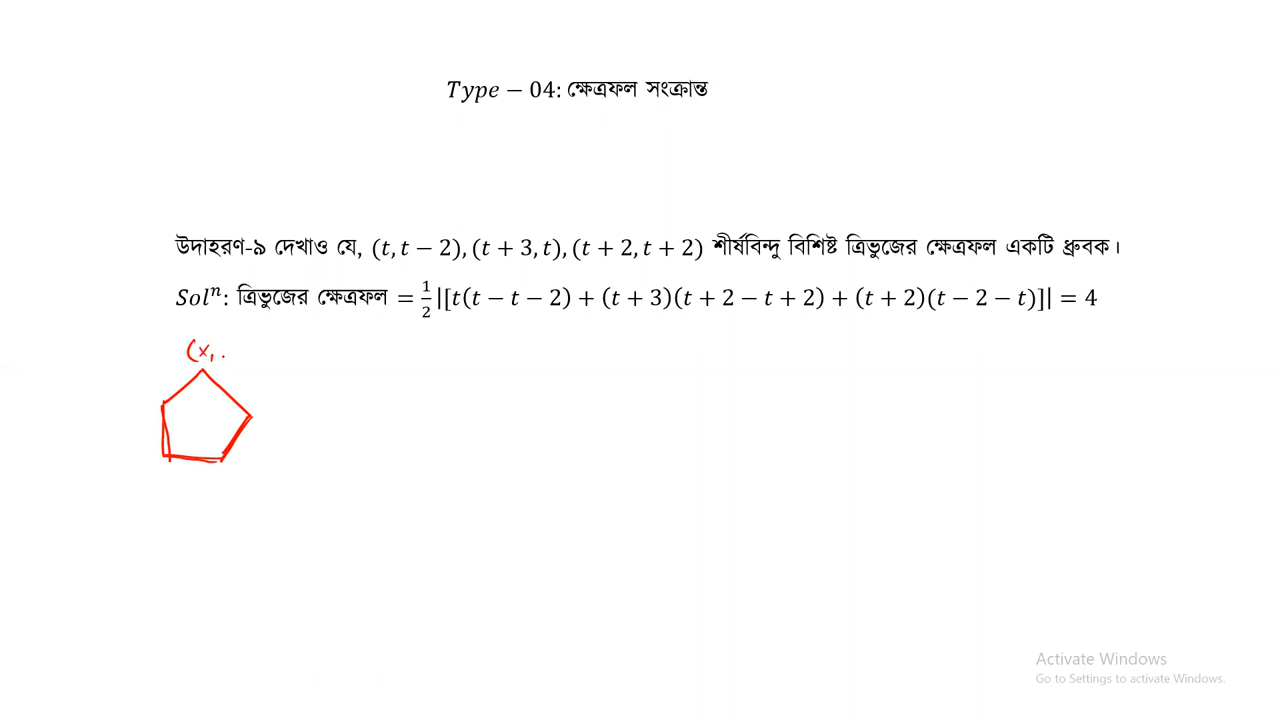 Type − 04: ক্ষেত্রফল সংক্রান্ত
উদাহরণ-৯ দেখাও যে, (t, t − 2), (t + 3, t), (t + 2, t + 2) শীর্ষবিন্দু বিশিষ্ট ত্রিভুজের ক্ষেত্রফল একটি ধ্রুবক।
Solⁿ: ত্রিভুজের ক্ষেত্রফল = ½|[t(t − t − 2) + (t + 3)(t + 2 − t + 2) + (t + 2)(t − 2 − t)]| = 4
(x, .
Activate Windows
Go to Settings to activate Windows.